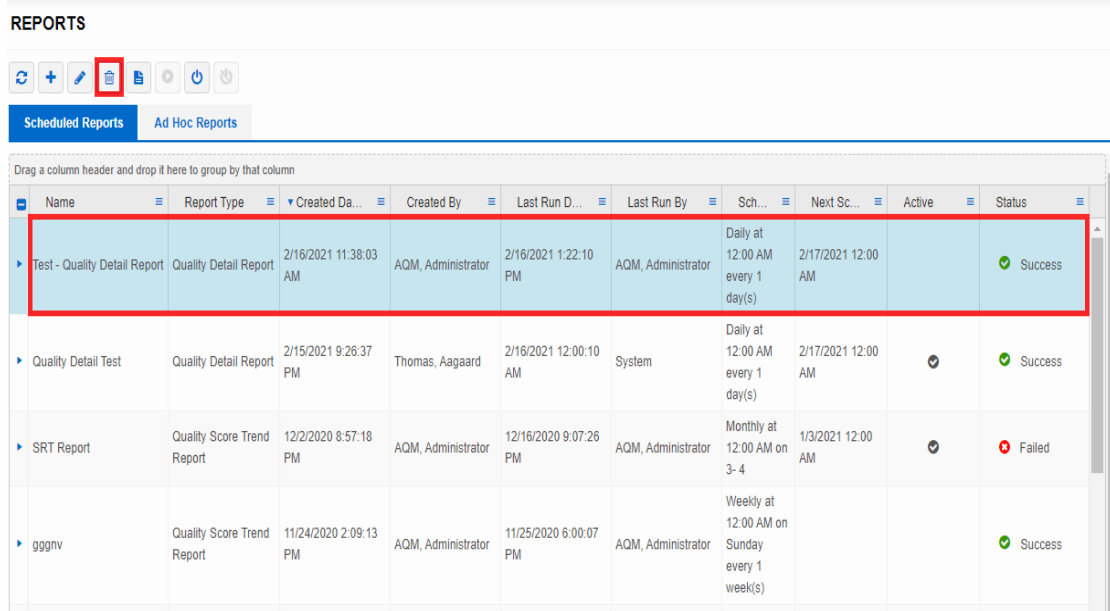 REPORTS
Scheduled Reports Ad Hoc Reports
Drag a column header and drop it here to group by that column
Name Report Type Created Da... Created By Last Run D... Last Run By Sch... Next Sc... Active Status
Test - Quality Detail Report Quality Detail Report 2/16/2021 11:38:03 AM AQM, Administrator 2/16/2021 1:22:10 PM AQM, Administrator Daily at 12:00 AM every 1 day(s) 2/17/2021 12:00 AM Success
Quality Detail Test Quality Detail Report 2/15/2021 9:26:37 PM Thomas, Aagaard 2/16/2021 12:00:10 AM System Daily at 12:00 AM every 1 day(s) 2/17/2021 12:00 AM Success
SRT Report Quality Score Trend Report 12/2/2020 8:57:18 PM AQM, Administrator 12/16/2020 9:07:26 PM AQM, Administrator Monthly at 12:00 AM on 3- 4 1/3/2021 12:00 AM Failed
gggnv Quality Score Trend Report 11/24/2020 2:09:13 PM AQM, Administrator 11/25/2020 6:00:07 PM AQM, Administrator Weekly at 12:00 AM on Sunday every 1 week(s) Success